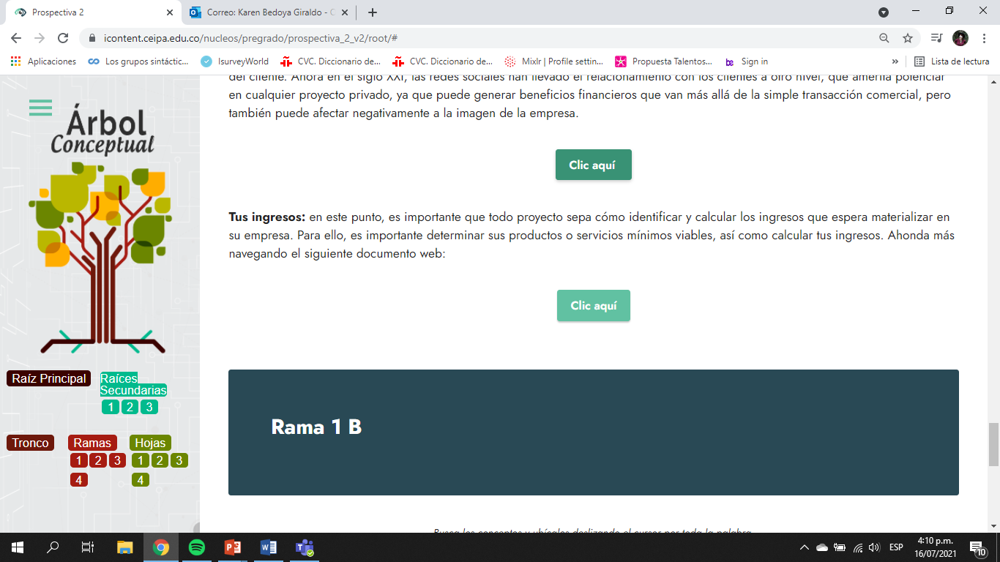 Prospectiva 2
Correo: Karen Bedoya Giraldo - C
icontent.ceipa.edu.co/nucleos/pregrado/prospectiva_2_v2/root/#
Aplicaciones
Los grupos sintáctic...
IsurveyWorld
CVC. Diccionario de...
CVC. Diccionario de...
Mixlr | Profile settin...
Propuesta Talentos...
Sign in
»
Lista de lectura
Árbol
Conceptual
Raíz Principal
Raíces
Secundarias
1 2 3
Tronco
Ramas
1 2 3
4
Hojas
1 2 3
4
del cliente. Ahora en el siglo XXI, las redes sociales han llevado el relacionamiento con los clientes a otro nivel, que amerita potenciar
en cualquier proyecto privado, ya que puede generar beneficios financieros que van más allá de la simple transacción comercial, pero
también puede afectar negativamente a la imagen de la empresa.
Clic aquí
Tus ingresos: en este punto, es importante que todo proyecto sepa cómo identificar y calcular los ingresos que espera materializar en
su empresa. Para ello, es importante determinar sus productos o servicios mínimos viables, así como calcular tus ingresos. Ahonda más
navegando el siguiente documento web:
Clic aquí
Rama 1 B
Busca los conceptos y ubícalos deslizando el cursor por toda la palabra
ESP
4:10 p.m.
16/07/2021
10